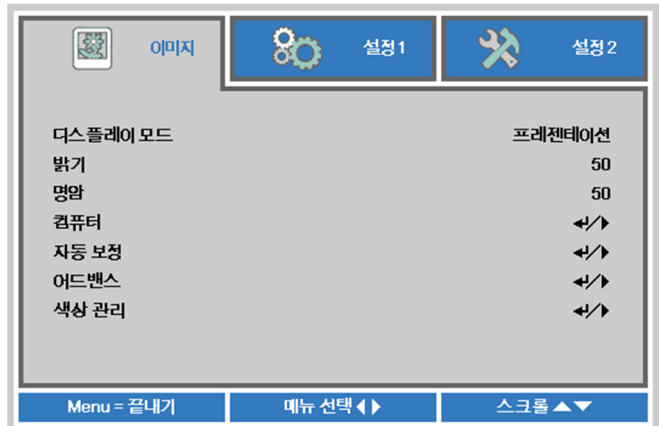 이미지 설정 1 설정 2
디스플레이 모드 프레젠테이션
밝기 50
명암 50
컴퓨터 ↵/▶
자동 보정 ↵/▶
어드밴스 ↵/▶
색상 관리 ↵/▶
Menu = 끝내기 메뉴 선택 ◀ ▶ 스크롤 ▲ ▼